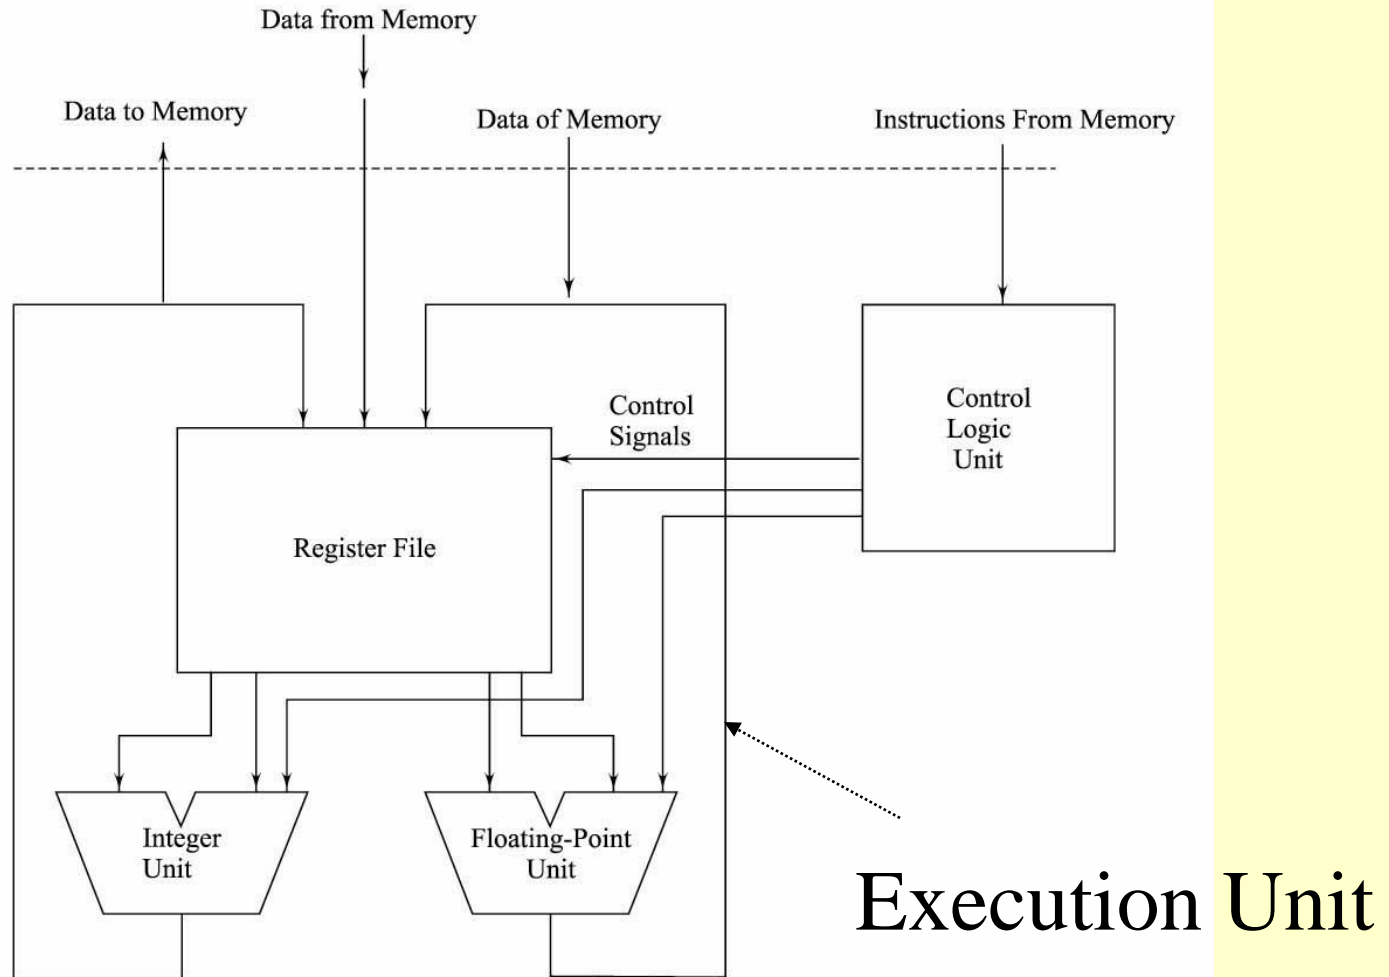 Data from Memory
Data to Memory
Data of Memory
Instructions From Memory
Control
Signals
Control
Logic
Unit
Register File
Integer
Unit
Floating-Point
Unit
Execution Unit